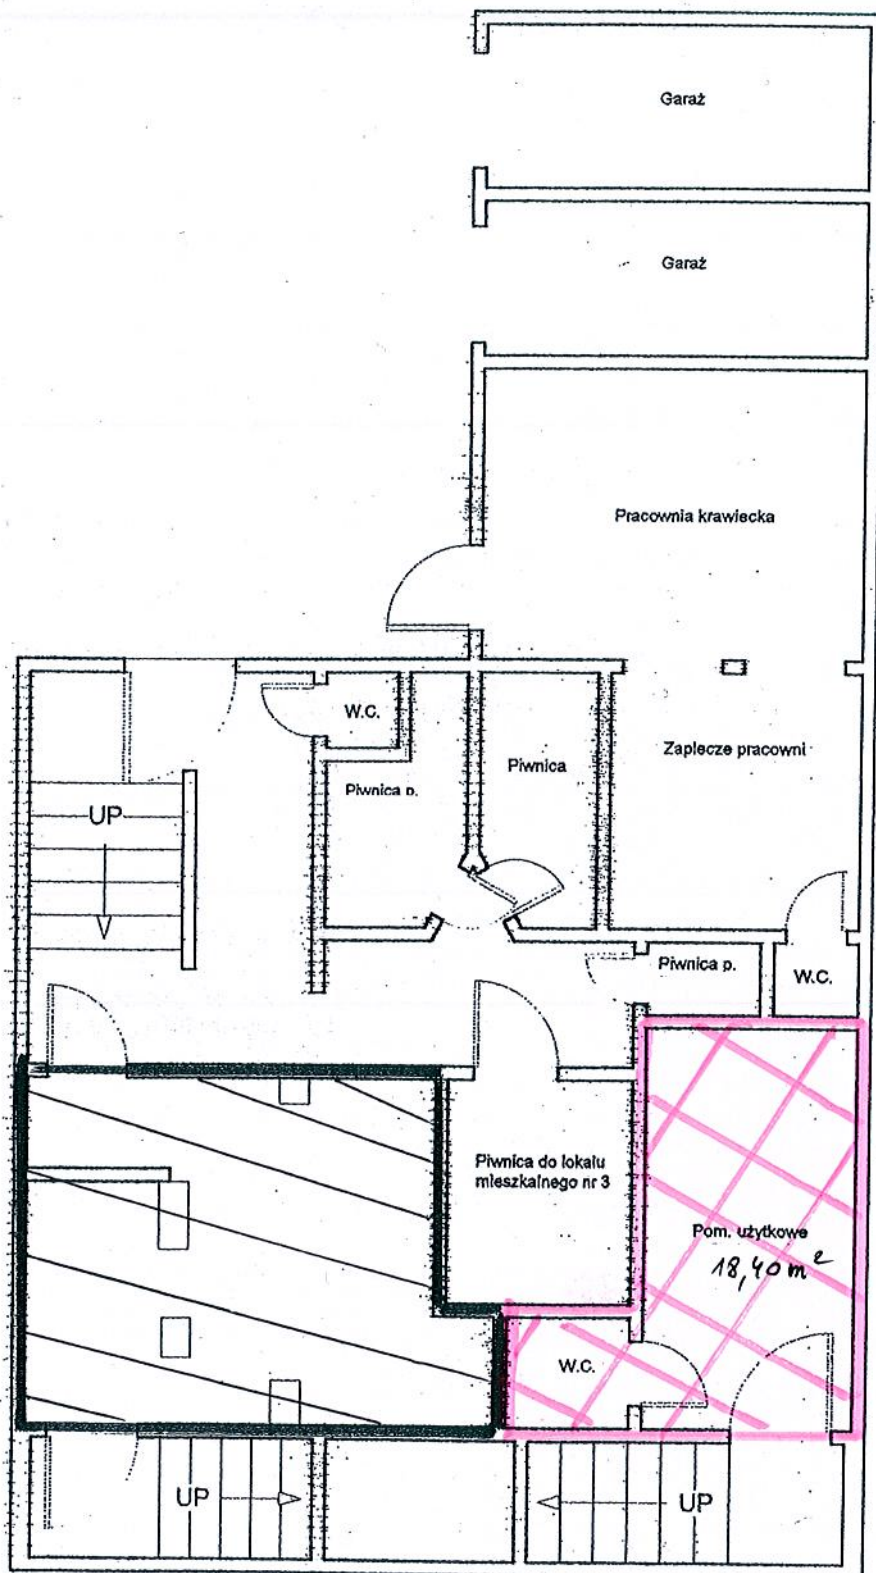 Garaż
Garaż
Pracownia krawiecka
W.C.
Piwnica
Zaplecze pracowni
Piwnica p.
UP
Piwnica p.
W.C.
Piwnica do lokalu
mieszkalnego nr 3
Pom. użytkowe
18,40 m²
W.C.
UP
UP